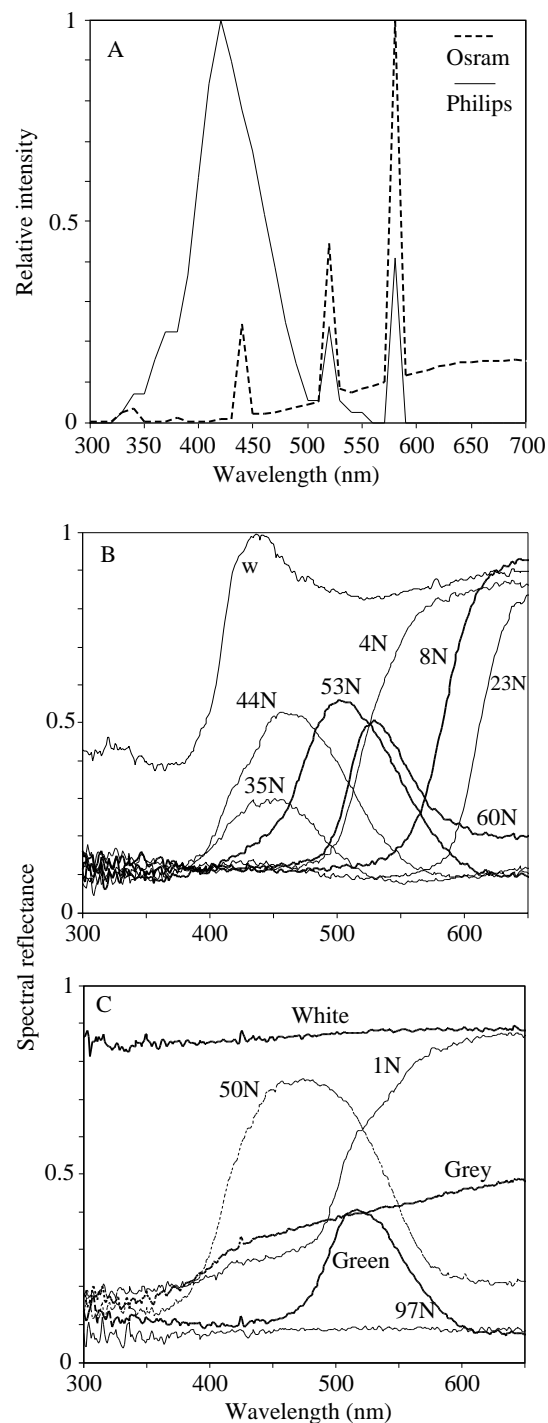 A
Osram
Philips
1
0.5
0
Relative intensity
300 350 400 450 500 550 600 650 700
Wavelength (nm)
B
w
4N
8N
23N
53N
44N
35N
60N
1
0.5
0
300 400 500 600
Spectral reflectance
C
White
1N
50N
Grey
Green
97N
1
0.5
0
300 400 500 600
Wavelength (nm)